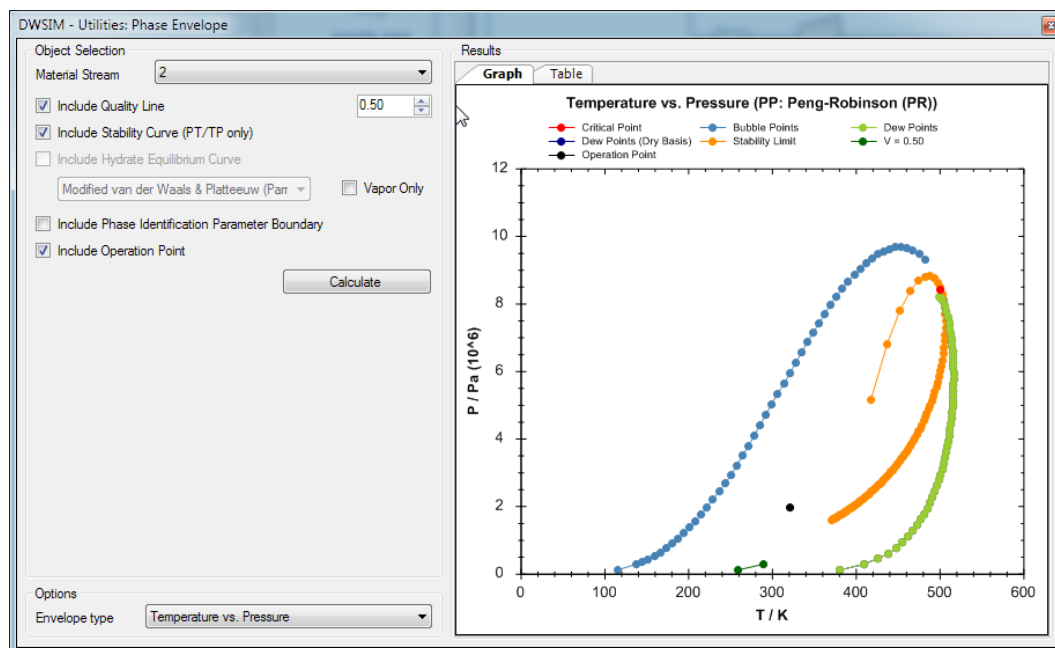 DWSIM - Utilities: Phase Envelope
Object Selection
Material Stream 2
Include Quality Line 0.50
Include Stability Curve (PT/TP only)
Include Hydrate Equilibrium Curve
Modified van der Waals & Platteeuw (Parr
Vapor Only
Include Phase Identification Parameter Boundary
Include Operation Point
Calculate
Options
Envelope type Temperature vs. Pressure
Results
Graph Table
Temperature vs. Pressure (PP: Peng-Robinson (PR))
Critical Point Bubble Points Dew Points
Dew Points (Dry Basis) Stability Limit V = 0.50
Operation Point
P / Pa (10^6)
12
10
8
6
4
2
0
0 100 200 300 400 500 600
T / K